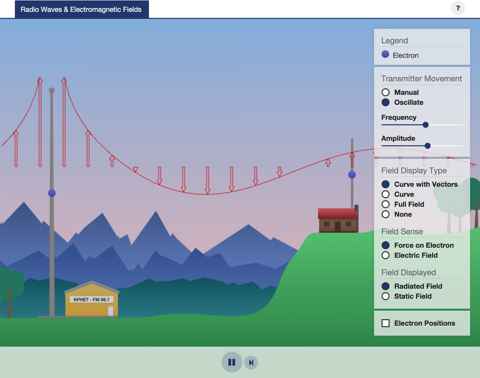 Radio Waves & Electromagnetic Fields
?
Legend
Electron
Transmitter Movement
Manual
Oscillate
Frequency
Amplitude
Field Display Type
Curve with Vectors
Curve
Full Field
None
Field Sense
Force on Electron
Electric Field
Field Displayed
Radiated Field
Static Field
Electron Positions
KPHET - FM 98.7